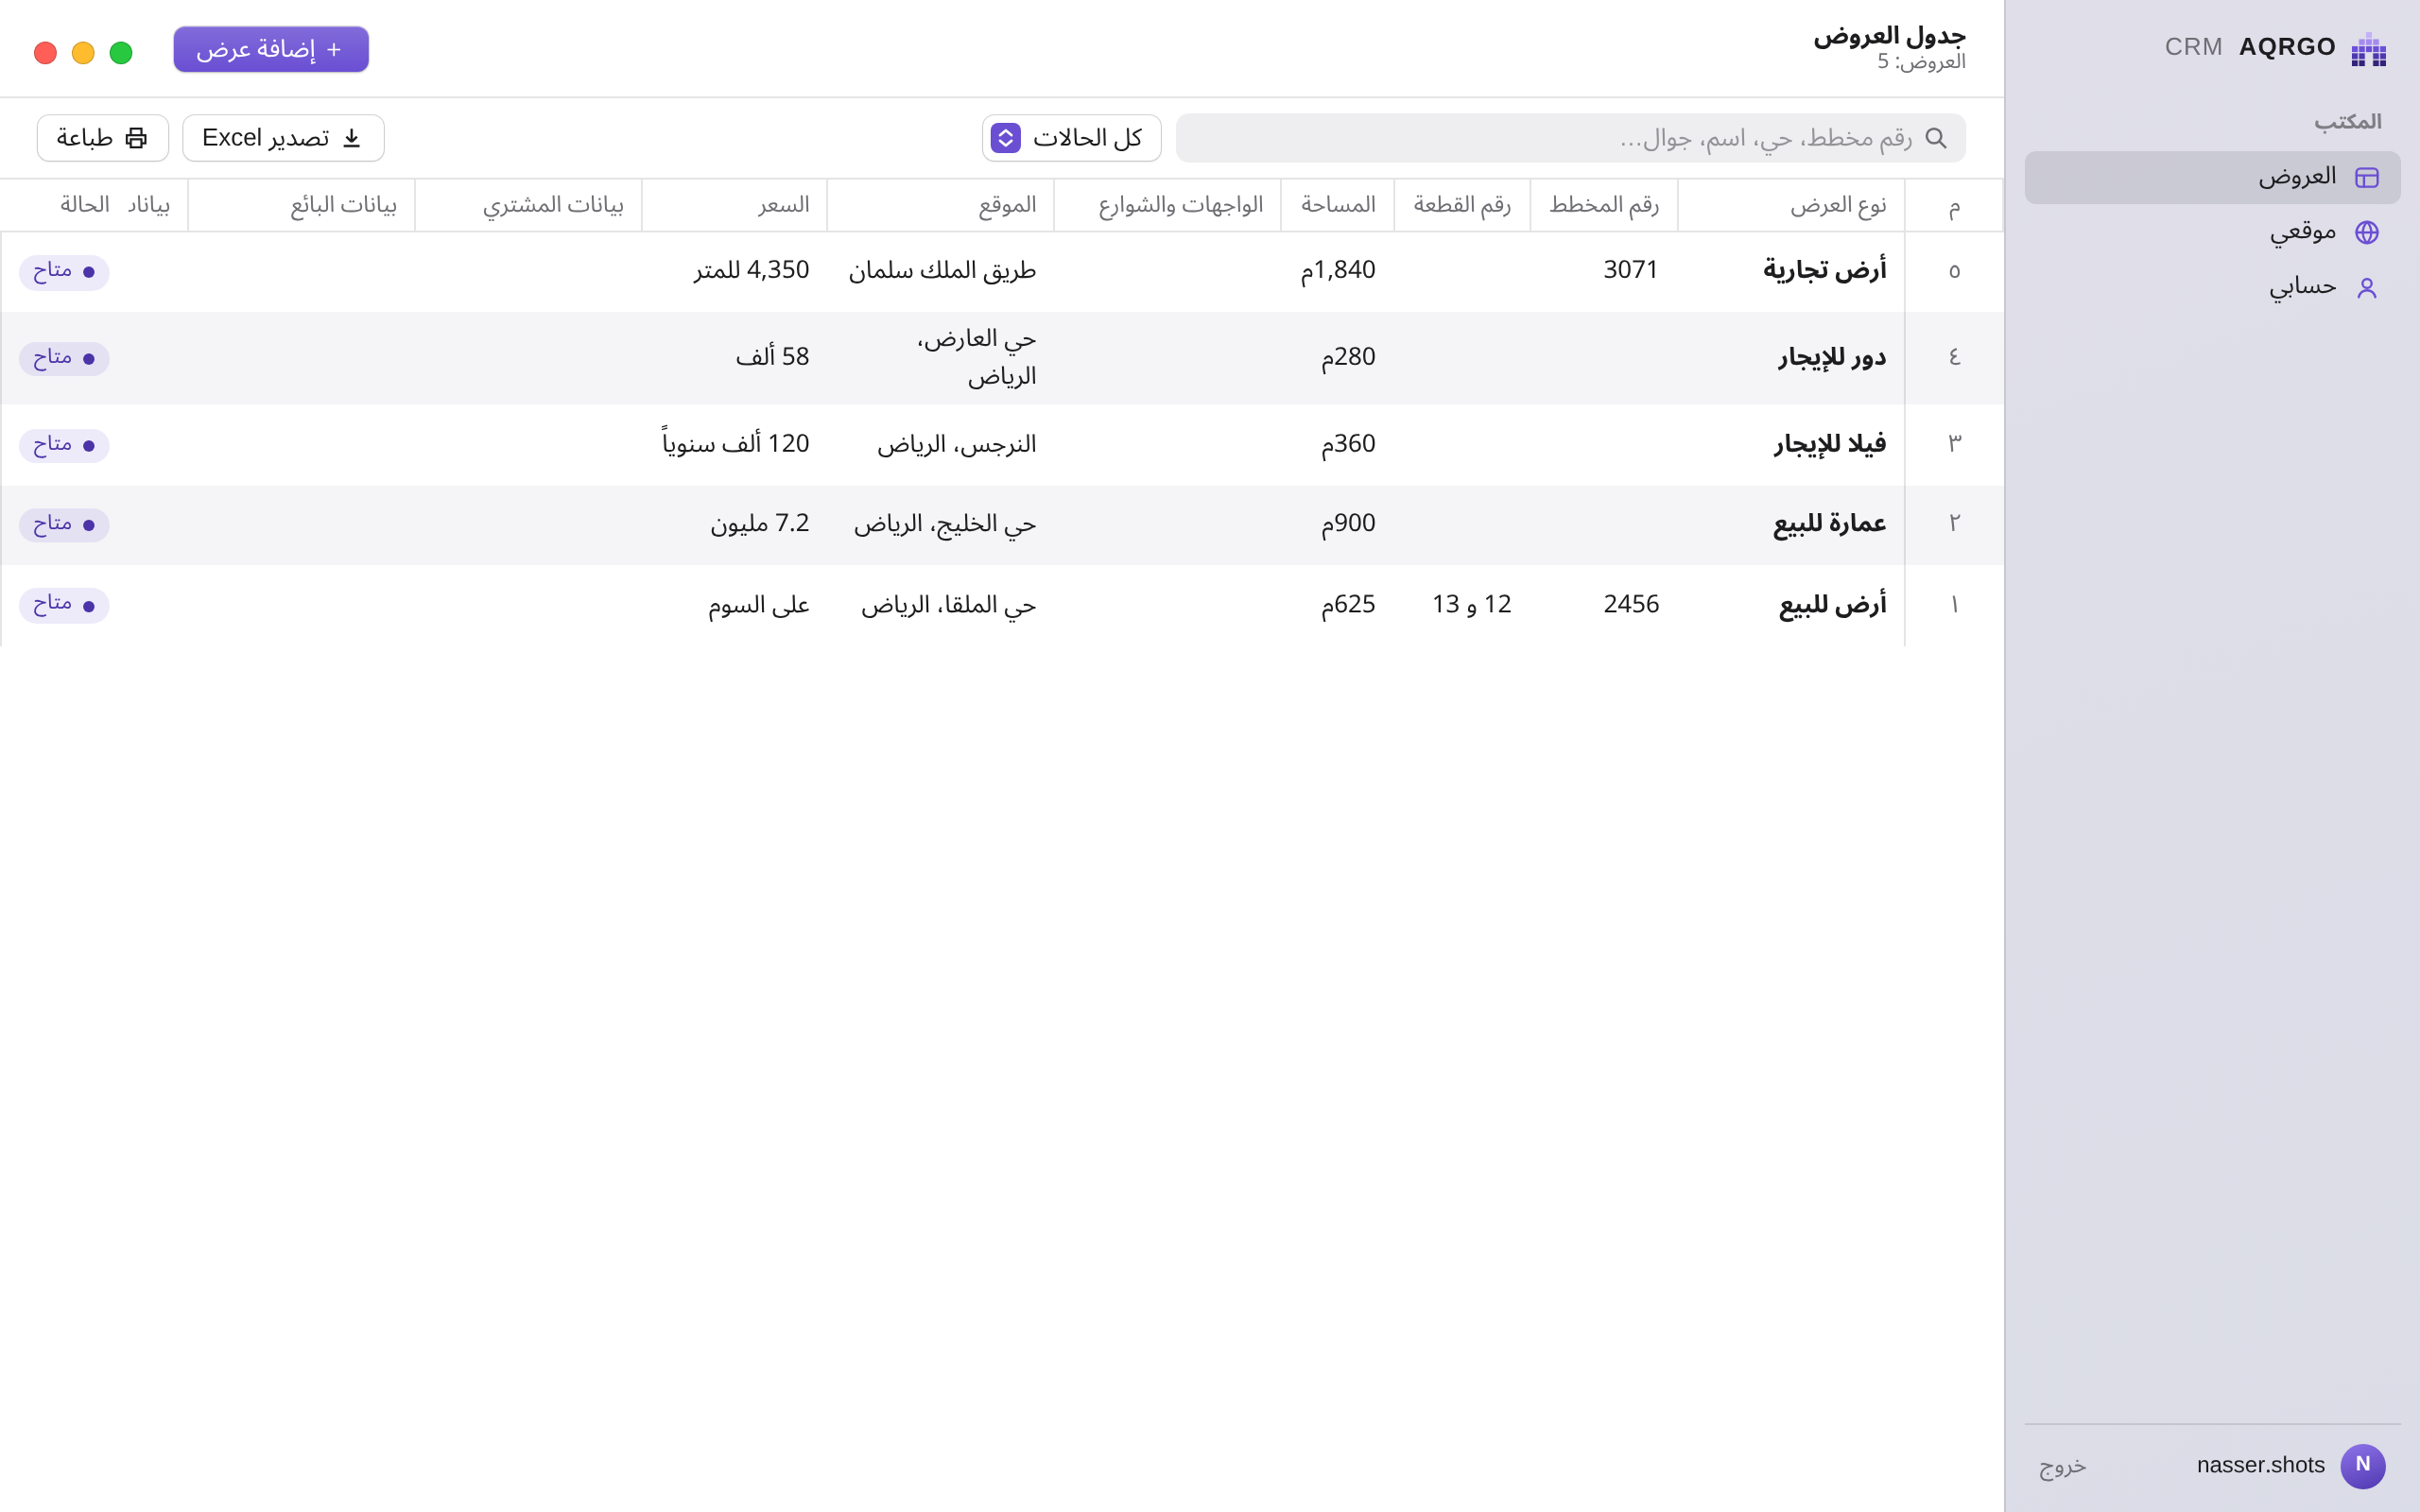 AQRGO CRM
المكتب
العروض
موقعي
حسابي
nasser.shots
N
خروج
جدول العروض
العروض: 5
+ إضافة عرض
رقم مخطط، حي، اسم، جوال...
كل الحالات
تصدير Excel
طباعة
م نوع العرض رقم المخطط رقم القطعة المساحة الواجهات والشوارع الموقع السعر بيانات المشتري بيانات البائع بيانات الحالة
٥ أرض تجارية 3071 1,840م طريق الملك سلمان 4,350 للمتر متاح
٤ دور للإيجار 280م حي العارض، الرياض 58 ألف متاح
٣ فيلا للإيجار 360م النرجس، الرياض 120 ألف سنوياً متاح
٢ عمارة للبيع 900م حي الخليج، الرياض 7.2 مليون متاح
١ أرض للبيع 2456 12 و 13 625م حي الملقا، الرياض على السوم متاح